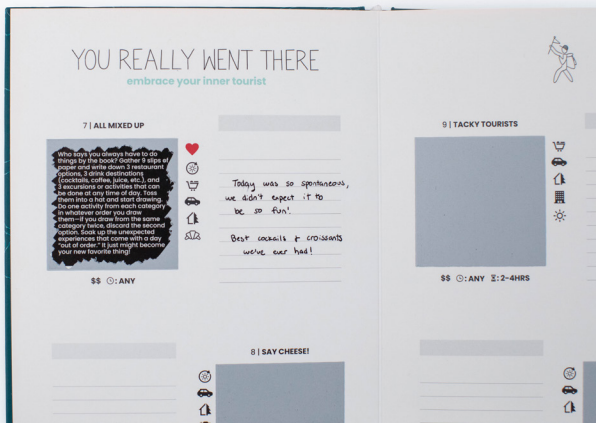 YOU REALLY WENT THERE
embrace your inner tourist
7 | ALL MIXED UP
Who says you always have to do
things by the book? Gather 9 slips of
paper and write down 3 restaurant
options, 3 drink destinations
(cocktails, coffee, juice, etc.), and
3 excursions or activities that can
be done at any time of day. Toss
them into a hat and start drawing.
Do one activity from each category
in whatever order you draw
them—if you draw from the same
category twice, discard the second
option. Soak up the unexpected
experiences that come with a day
"out of order." It just might become
your new favorite thing!
$$ :ANY
Today was so spontaneous,
we didn't expect it to
be so fun!
Best cocktails & croissants
we've ever had!
8 | SAY CHEESE!
9 | TACKY TOURISTS
$$ :ANY :2-4HRS